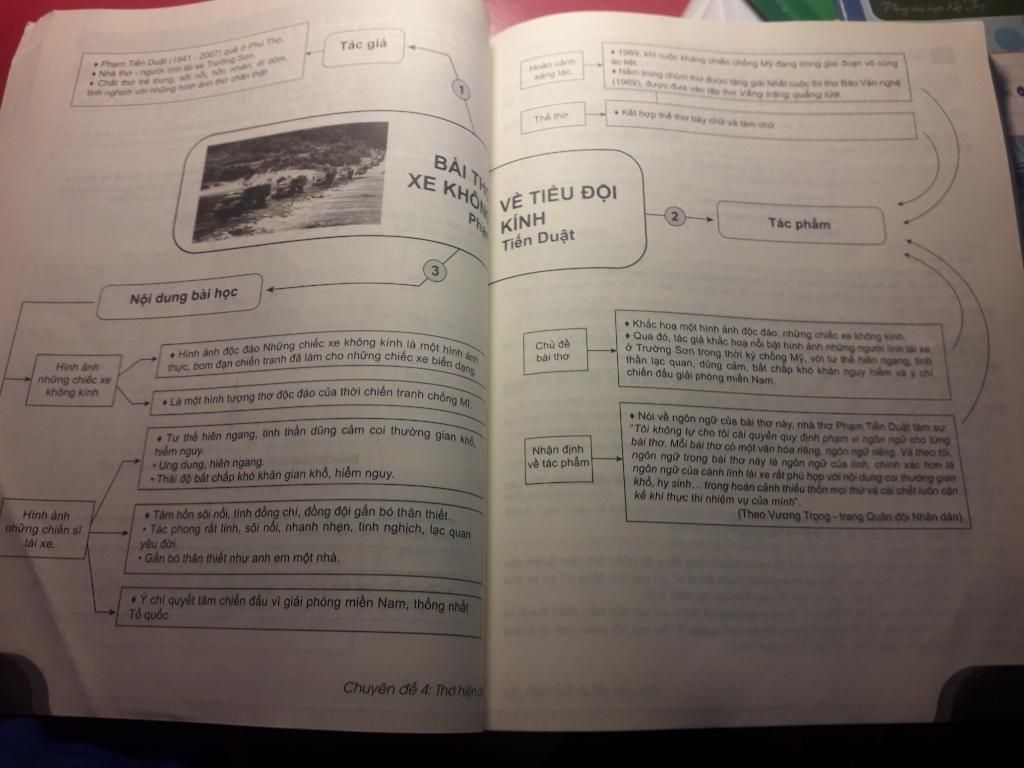 Tác giả
• Phạm Tiến Duật (1941 - 2007) quê ở Phú Thọ.
• Nhà thơ - người lính lái xe Trường Sơn.
• Chất thơ trẻ trung, sôi nổi, hồn nhiên, dí dỏm,
tinh nghịch với những hình ảnh thơ chân thật.
1
BÀI TH
XE KHÔN
Phạ
3
Nội dung bài học
Hình ảnh
những chiếc xe
không kính
• Hình ảnh độc đáo Những chiếc xe không kính là một hình ảnh
thực, bom đạn chiến tranh đã làm cho những chiếc xe biến dạng.
• Là một hình tượng thơ độc đáo của thời chiến tranh chống Mĩ.
Hình ảnh
những chiến sĩ
lái xe.
• Tư thế hiên ngang, tinh thần dũng cảm coi thường gian khổ,
hiểm nguy.
• Ung dung, hiên ngang.
• Thái độ bất chấp khó khăn gian khổ, hiểm nguy.
• Tâm hồn sôi nổi, tình đồng chí, đồng đội gắn bó thân thiết.
• Tác phong rất lính, sôi nổi, nhanh nhẹn, tinh nghịch, lạc quan
yêu đời.
• Gắn bó thân thiết như anh em một nhà.
• Ý chí quyết tâm chiến đấu vì giải phóng miền Nam, thống nhất
Tổ quốc.
Chuyên đề 4: Thơ hiện đ
Hoàn cảnh
sáng tác
• 1969, khi cuộc kháng chiến chống Mỹ đang trong giai đoạn vô cùng
ác liệt.
• Nằm trong chùm thơ được tặng giải Nhất cuộc thi thơ Báo Văn nghệ
(1969), được đưa vào tập thơ Vầng trăng quầng lửa.
Thể thơ
• Kết hợp thể thơ bảy chữ và tám chữ
VỀ TIỂU ĐỘI
KÍNH
Tiến Duật
2
Tác phẩm
Chủ đề
bài thơ
• Khắc hoạ một hình ảnh độc đáo: những chiếc xe không kính.
• Qua đó, tác giả khắc hoạ nổi bật hình ảnh những người lính lái xe
ở Trường Sơn trong thời kỳ chống Mỹ, với tư thế hiên ngang, tinh
thần lạc quan, dũng cảm, bất chấp khó khăn nguy hiểm và ý chí
chiến đấu giải phóng miền Nam.
Nhận định
về tác phẩm
• Nói về ngôn ngữ của bài thơ này, nhà thơ Phạm Tiến Duật tâm sự:
"Tôi không tự cho tôi cái quyền quy định phạm vi ngôn ngữ cho từng
bài thơ. Mỗi bài thơ có một văn hóa riêng, ngôn ngữ riêng. Và theo tôi,
ngôn ngữ trong bài thơ này là ngôn ngữ của lính, chính xác hơn là
ngôn ngữ của cánh lính lái xe rất phù hợp với nội dung coi thường gian
khổ, hy sinh... trong hoàn cảnh thiếu thốn mọi thứ và cái chết luôn cận
kề khi thực thi nhiệm vụ của mình".
(Theo Vương Trọng - trang Quân đội Nhân dân)